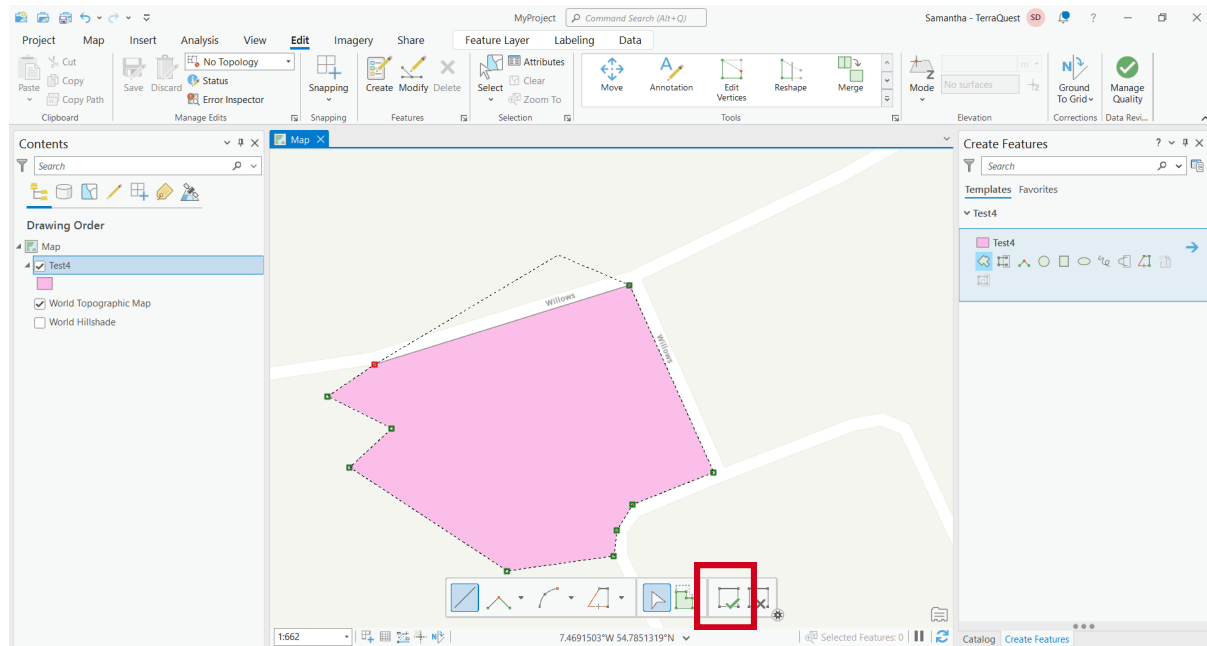 MyProject
Command Search (Alt+Q)
Samantha - TerraQuest
SD
?
Project Map Insert Analysis View Edit Imagery Share Feature Layer Labeling Data
Paste
Cut
Copy
Copy Path
Clipboard
Save Discard
No Topology
Status
Error Inspector
Manage Edits
Snapping
Snapping
Create Modify Delete
Features
Select
Attributes
Clear
Zoom To
Selection
Move
Annotation
Edit Vertices
Reshape
Merge
Tools
Mode
No surfaces
m
Elevation
Ground To Grid
Corrections
Manage Quality
Data Revi...
Contents
Search
Drawing Order
Map
Test4
World Topographic Map
World Hillshade
Map
Willows
Willows
1:662
7.4691503°W 54.7851319°N
Selected Features: 0
Create Features
?
Search
Templates Favorites
Test4
Test4
Catalog Create Features